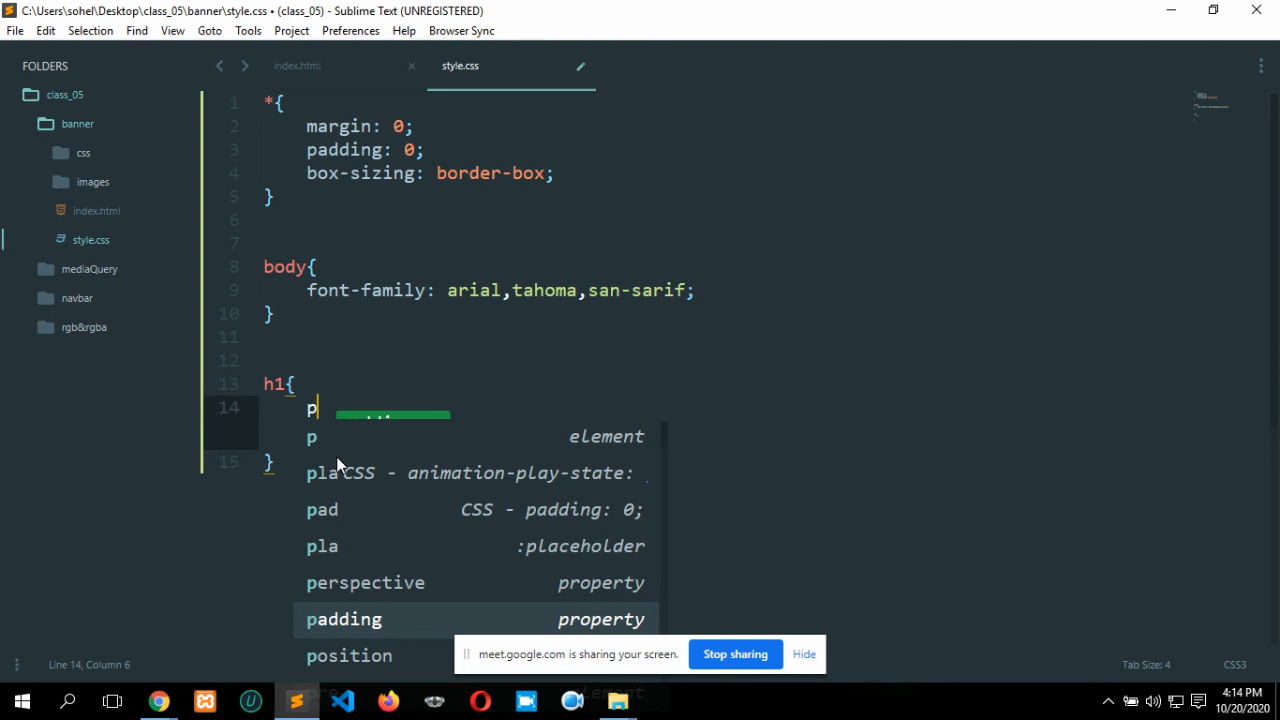 C:\Users\sohel\Desktop\class_05\banner\style.css • (class_05) - Sublime Text (UNREGISTERED)
File Edit Selection Find View Goto Tools Project Preferences Help Browser Sync
FOLDERS
class_05
banner
css
images
index.html
style.css
mediaQuery
navbar
rgb&rgba
index.html
style.css
1 *{
2 margin: 0;
3 padding: 0;
4 box-sizing: border-box;
5 }
6
7
8 body{
9 font-family: arial,tahoma,san-sarif;
10 }
11
12
13 h1{
14 p
p element
pla CSS - animation-play-state:
pad CSS - padding: 0;
pla :placeholder
perspective property
padding property
position
15 }
meet.google.com is sharing your screen. Stop sharing Hide
Line 14, Column 6
Tab Size: 4 CSS3
4:14 PM
10/20/2020